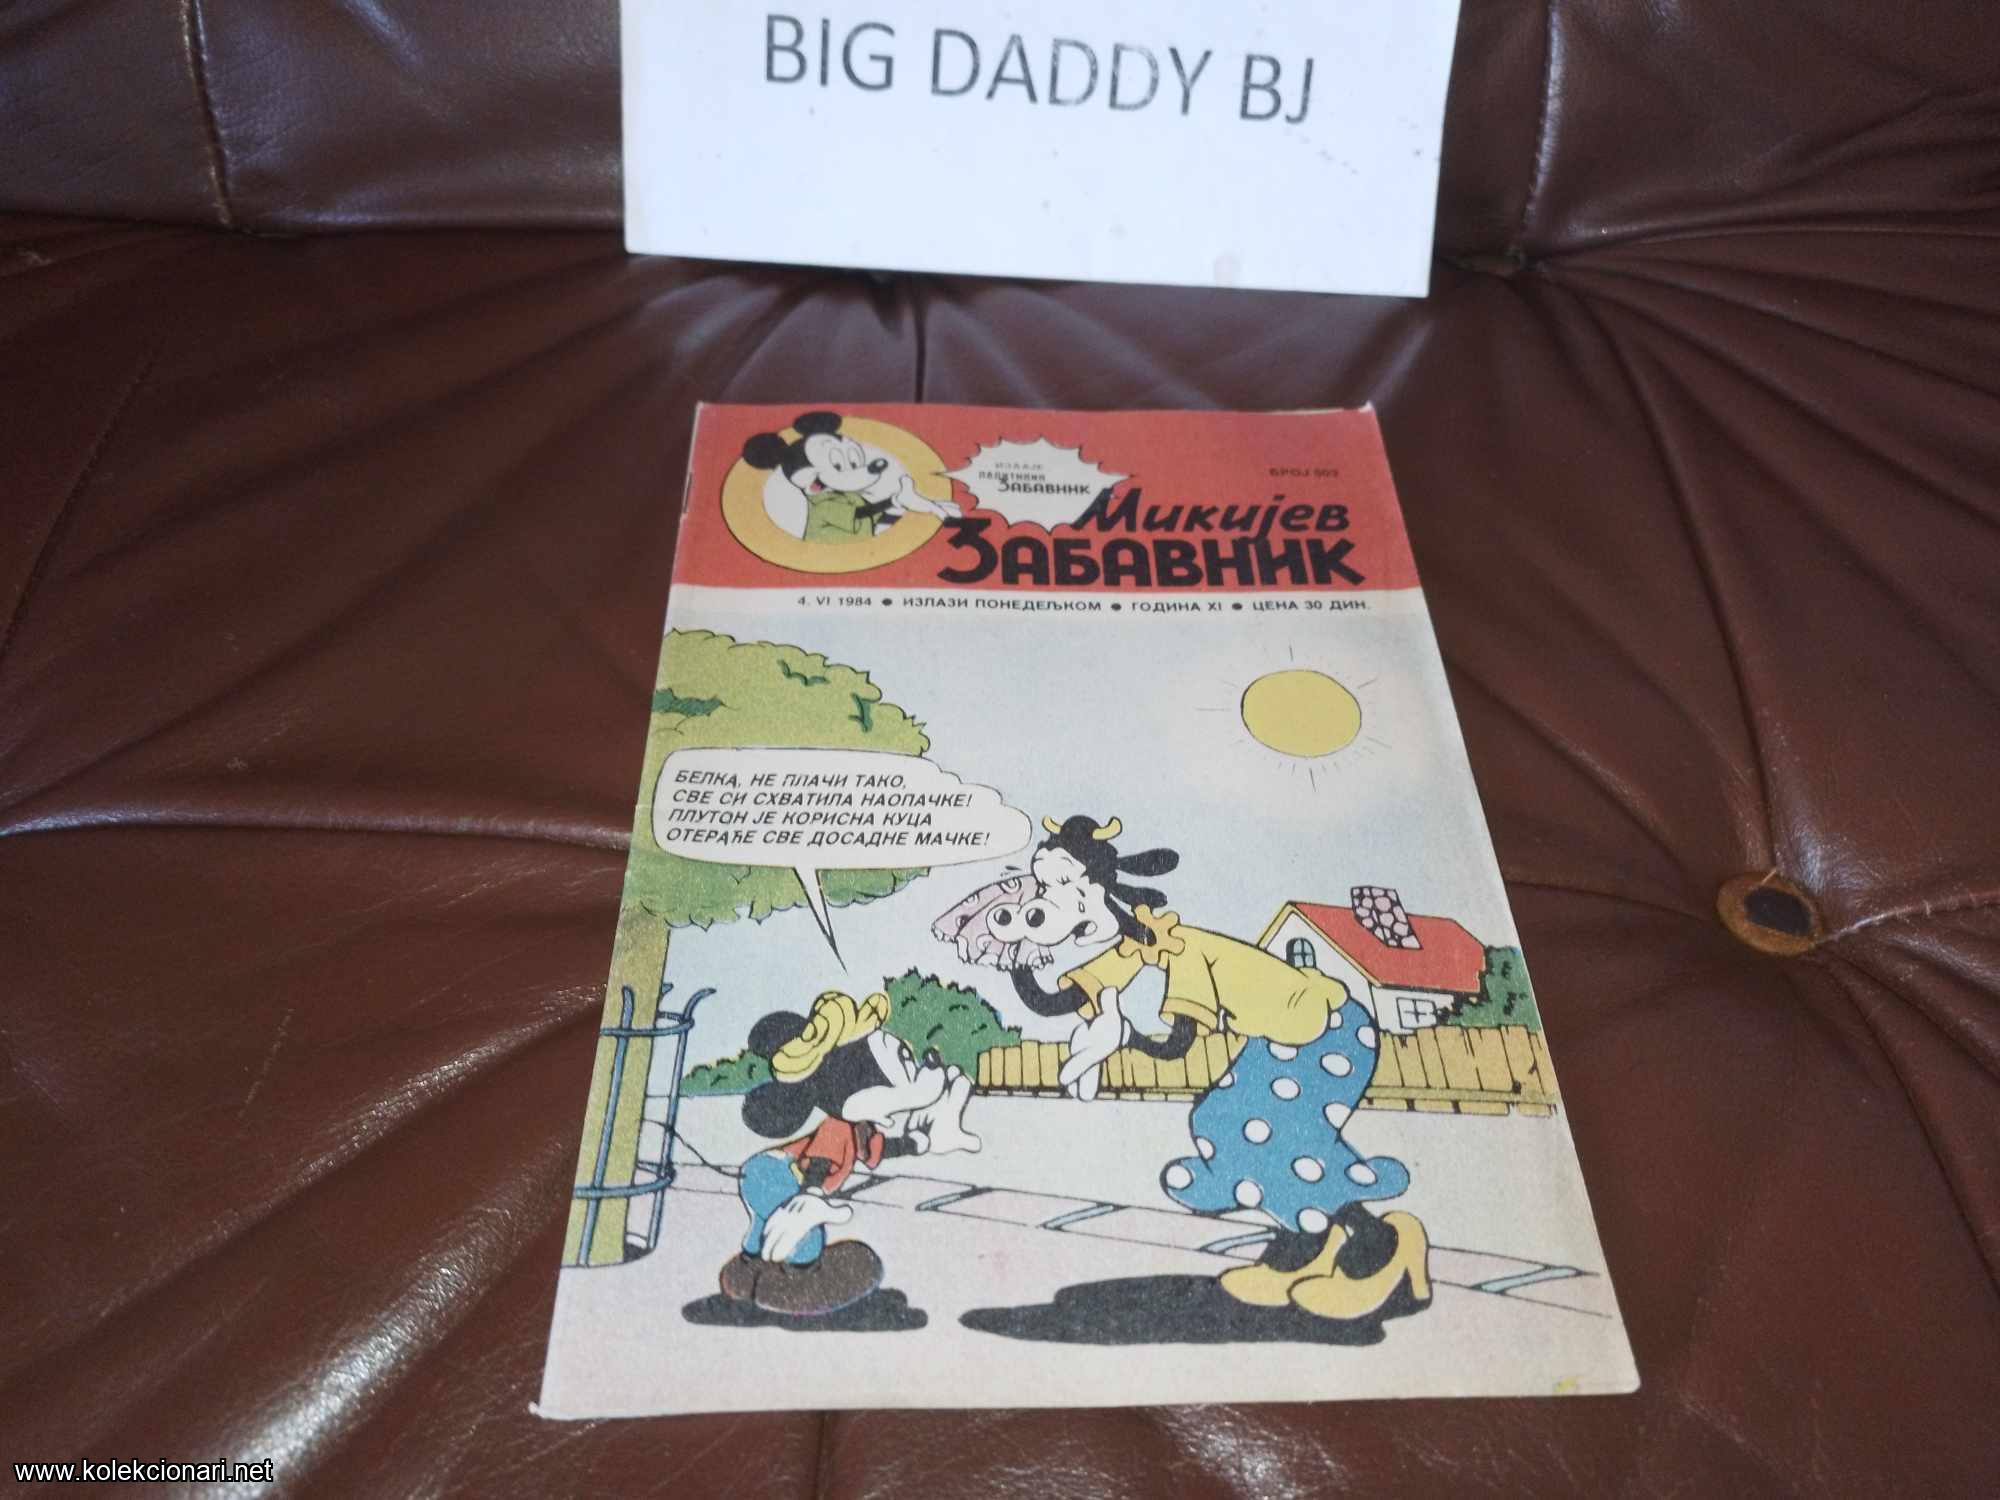 BIG DADDY BJ
ИЗДАЈЕ
ПОЛИТИКИН
ЗАБАВНИК
БРОЈ
Микијев
ЗАБАВНИК
4. VI 1984 ● ИЗЛАЗИ ПОНЕДЕЉКОМ ● ГОДИНА XI ● ЦЕНА 30 ДИН.
БЕЛКА, НЕ ПЛАЧИ ТАКО,
СВЕ СИ СХВАТИЛА НАОПАЧКЕ!
ПЛУТОН ЈЕ КОРИСНА КУЦА
ОТЕРАЋЕ СВЕ ДОСАДНЕ МАЧКЕ!
www.kolekcionari.net